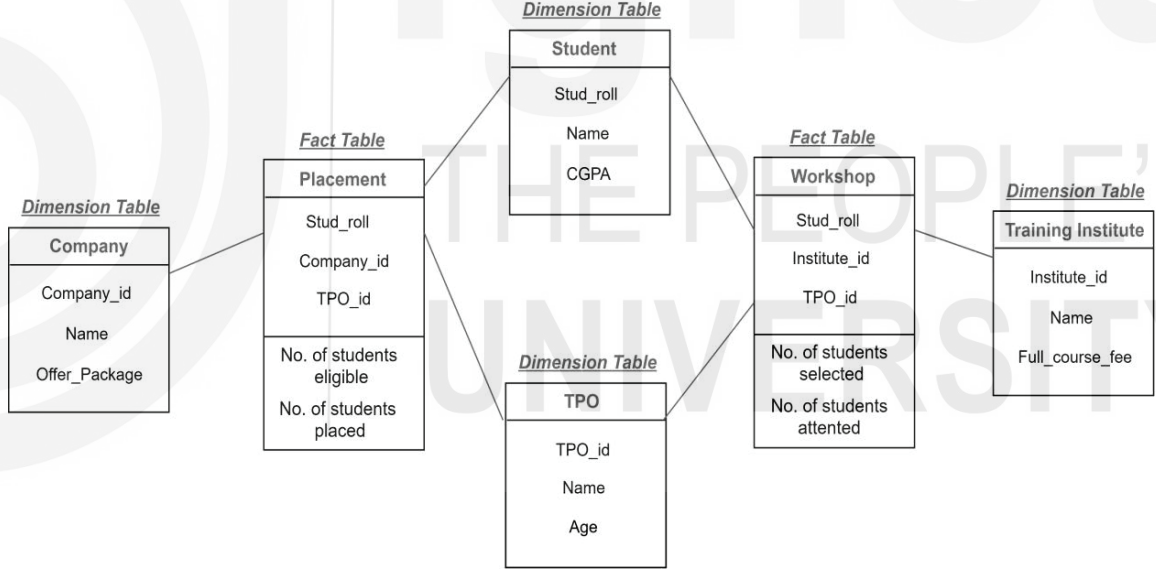 Dimension Table
Student
Stud_roll
Name
CGPA
Fact Table
Placement
Stud_roll
Company_id
TPO_id
No. of students
eligible
No. of students
placed
Fact Table
Workshop
Stud_roll
Institute_id
TPO_id
No. of students
selected
No. of students
attented
Dimension Table
Company
Company_id
Name
Offer_Package
Dimension Table
Training Institute
Institute_id
Name
Full_course_fee
Dimension Table
TPO
TPO_id
Name
Age
THE PEOPLE'
UNIVERSITY